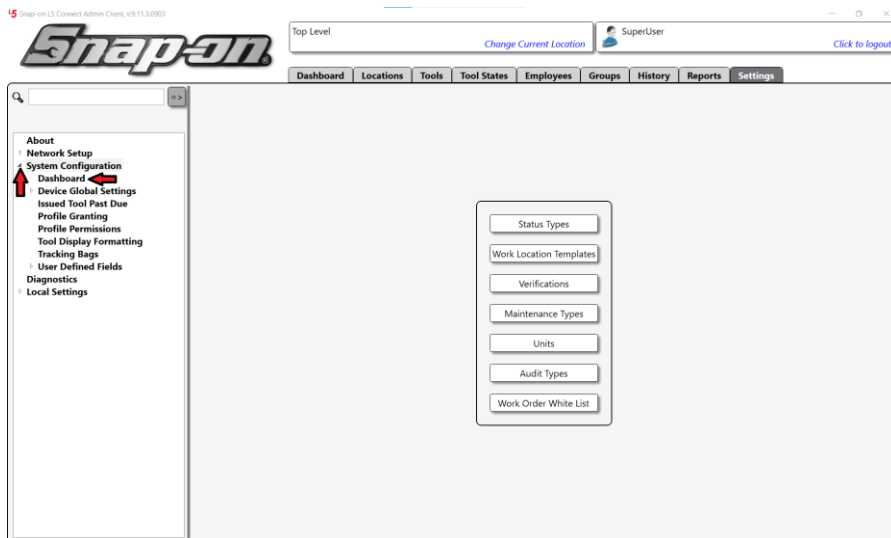 Snap-on L5 Connect Admin Client, v.9.11.3.0903
Snap-on
Top Level
Change Current Location
SuperUser
Click to logout
Dashboard Locations Tools Tool States Employees Groups History Reports Settings
=>
About
Network Setup
System Configuration
Dashboard
Device Global Settings
Issued Tool Past Due
Profile Granting
Profile Permissions
Tool Display Formatting
Tracking Bags
User Defined Fields
Diagnostics
Local Settings
Status Types
Work Location Templates
Verifications
Maintenance Types
Units
Audit Types
Work Order White List